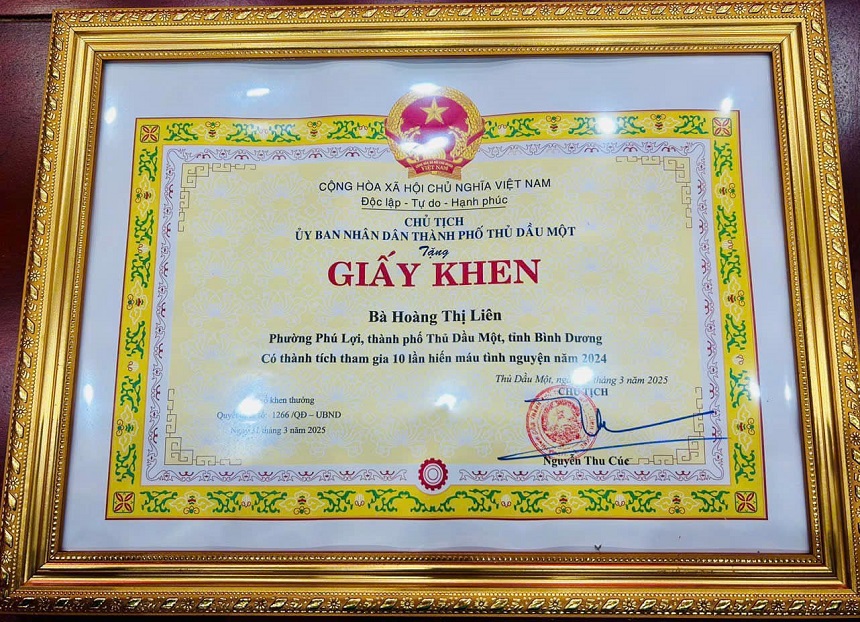 VIỆT NAM
CỘNG HÒA XÃ HỘI CHỦ NGHĨA VIỆT NAM
Độc lập - Tự do - Hạnh phúc
CHỦ TỊCH
ỦY BAN NHÂN DÂN THÀNH PHỐ THỦ DẦU MỘT
Tặng
GIẤY KHEN
Bà Hoàng Thị Liên
Phường Phú Lợi, thành phố Thủ Dầu Một, tỉnh Bình Dương
Có thành tích tham gia 10 lần hiến máu tình nguyện năm 2024
Thủ Dầu Một, tháng 3 năm 2025
CHỦ TỊCH
khen thưởng
1266 /QĐ – UBND
tháng 3 năm 2025
Nguyễn Thu Cúc